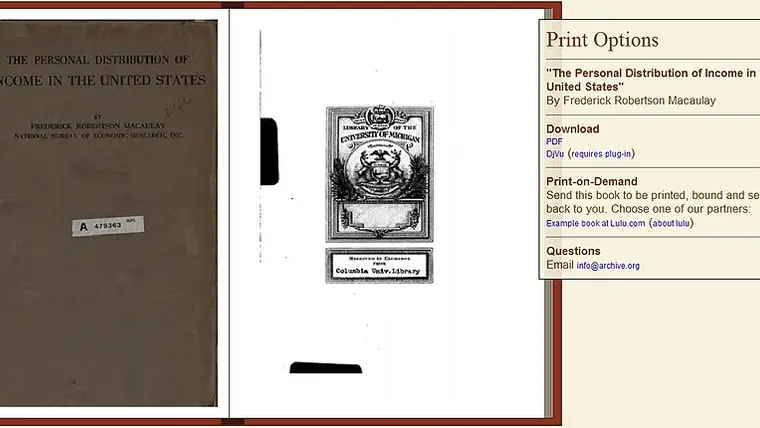 THE PERSONAL DISTRIBUTION OF
NCOME IN THE UNITED STATES
BY
FREDERICK ROBERTSON MACAULAY
NATIONAL BUREAU OF ECONOMIC RESEARCH, INC.
A 479363
LIBRARY OF THE
UNIVERSITY OF MICHIGAN
RECEIVED IN EXCHANGE
FROM
Columbia Univ. Library
Print Options
"The Personal Distribution of Income in
United States"
By Frederick Robertson Macaulay
Download
PDF
DjVu (requires plug-in)
Print-on-Demand
Send this book to be printed, bound and se
back to you. Choose one of our partners:
Example book at Lulu.com (about lulu)
Questions
Email info@archive.org